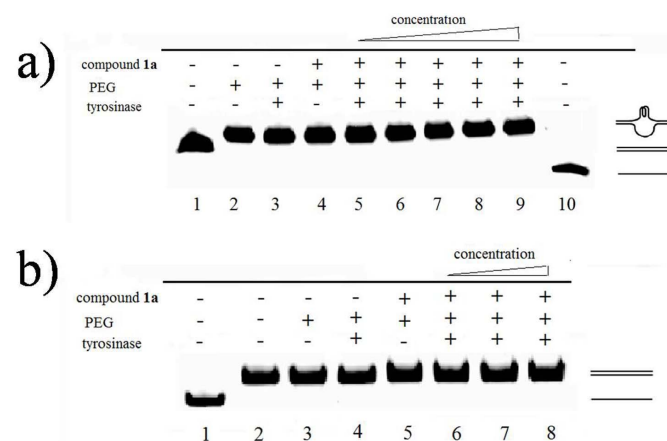 concentration
a)
compound 1a - - - + + + + + + -
PEG - + + + + + + + + -
tyrosinase - - + - + + + + + -
1 2 3 4 5 6 7 8 9 10
b)
concentration
compound 1a - - - - + + + +
PEG - - + + + + + +
tyrosinase - - - + - + + +
1 2 3 4 5 6 7 8